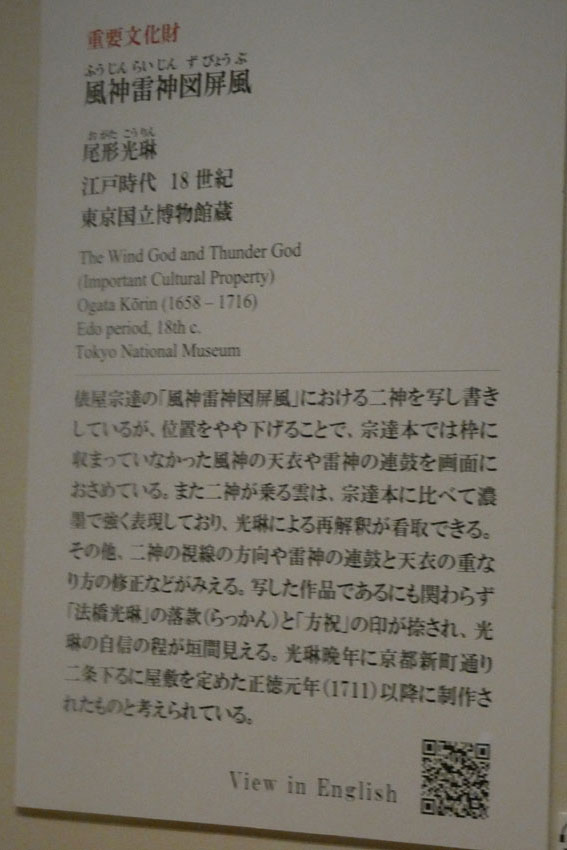 重要文化財
ふうじんらいじん ず びょうぶ
風神雷神図屏風
おがた こうりん
尾形光琳
江戸時代 18世紀
東京国立博物館蔵
The Wind God and Thunder God
(Important Cultural Property)
Ogata Kōrin (1658 – 1716)
Edo period, 18th c.
Tokyo National Museum
俵屋宗達の「風神雷神図屏風」における二神を写し書き
しているが、位置をやや下げることで、宗達本では枠に
収まっていなかった風神の天衣や雷神の連鼓を画面に
おさめている。また二神が乗る雲は、宗達本に比べて濃
墨で強く表現しており、光琳による再解釈が看取できる。
その他、二神の視線の方向や雷神の連鼓と天衣の重な
り方の修正などがみえる。写した作品であるにも関わらず
「法橋光琳」の落款(らっかん)と「方祝」の印が捺され、光
琳の自信の程が垣間見える。光琳晩年に京都新町通り
二条下るに屋敷を定めた正徳元年(1711)以降に制作さ
れたものと考えられている。
View in English